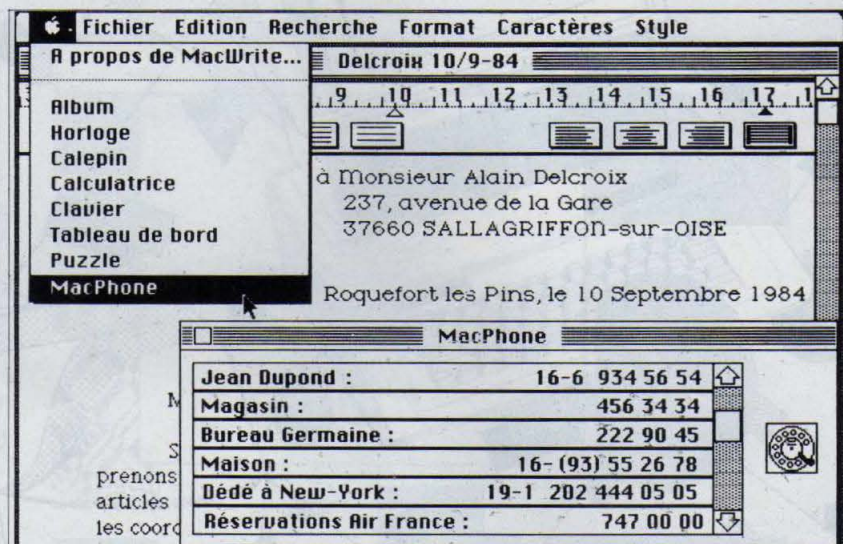 Fichier Edition Recherche Format Caractères Style
A propos de MacWrite...
Delcroix 10/9-84
9 10 11 12 13 14 15 16 17
Album
Horloge
Calepin
Calculatrice
Clavier
Tableau de bord
Puzzle
MacPhone
à Monsieur Alain Delcroix
237, avenue de la Gare
37660 SALLAGRIFFON-sur-OISE
Roquefort les Pins, le 10 Septembre 1984
MacPhone
Jean Dupond : 16-6 934 56 54
Magasin : 456 34 34
Bureau Germaine : 222 90 45
Maison : 16-(93) 55 26 78
Dédé à New-York : 19-1 202 444 05 05
Réservations Air France : 747 00 00
prenons
articles
les coord